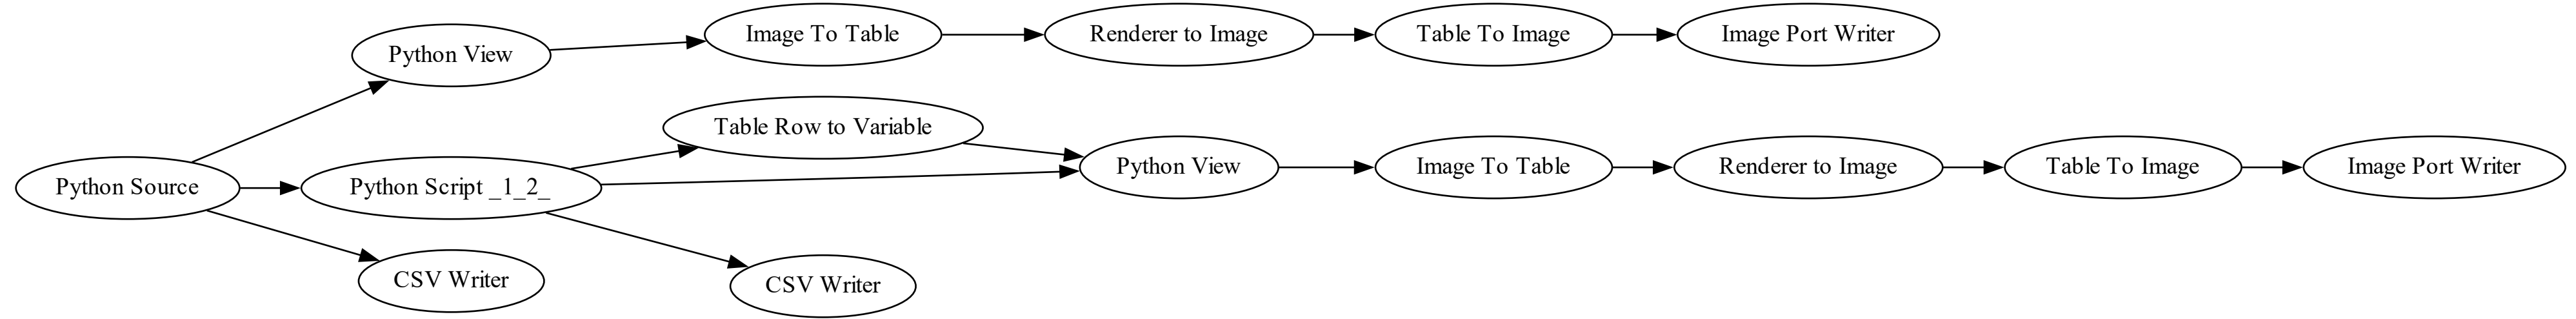 Image To Table
Renderer to Image
Table To Image
Image Port Writer
Python View
Table Row to Variable
Python View
Image To Table
Renderer to Image
Table To Image
Image Port Writer
Python Source
Python Script _1_2_
CSV Writer
CSV Writer